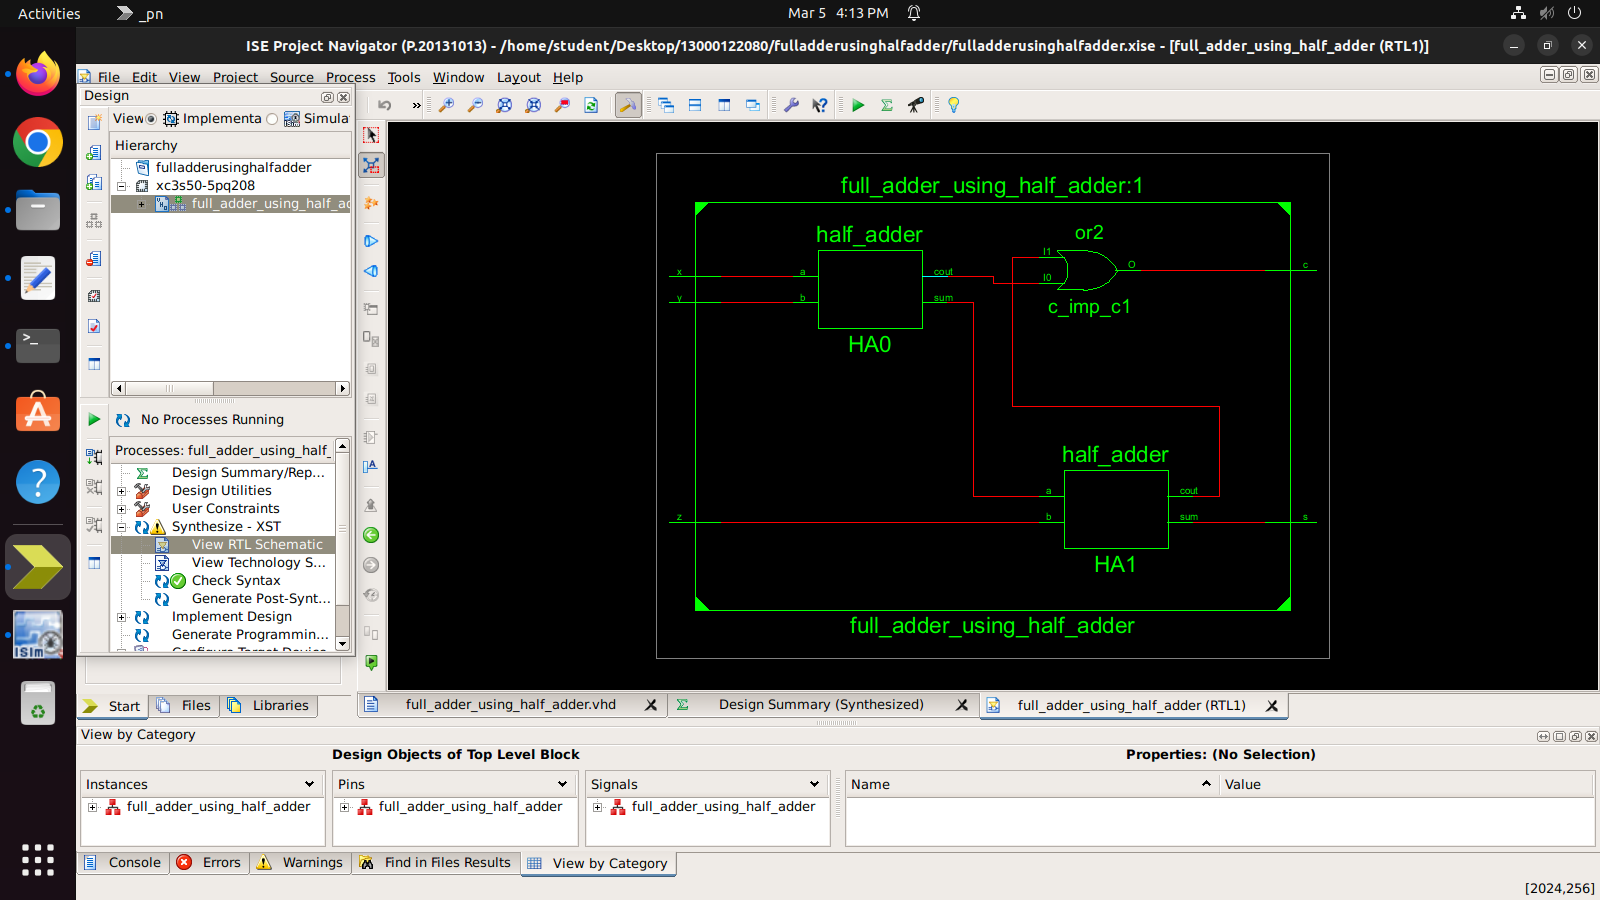 Activities
_pn
Mar 5 4:13 PM
ISE Project Navigator (P.20131013) - /home/student/Desktop/13000122080/fulladderusinghalfadder/fulladderusinghalfadder.xise - [full_adder_using_half_adder (RTL1)]
File Edit View Project Source Process Tools Window Layout Help
Design
View Implementa Simula
Hierarchy
fulladderusinghalfadder
xc3s50-5pq208
full_adder_using_half_ac
No Processes Running
Processes: full_adder_using_half_
Design Summary/Rep...
Design Utilities
User Constraints
Synthesize - XST
View RTL Schematic
View Technology S...
Check Syntax
Generate Post-Synt...
Implement Design
Generate Programmin...
Configure Target Device
Start Files Libraries
full_adder_using_half_adder:1
half_adder
or2
x a cout
y b sum
I1
I0
O
c
HA0
c_imp_c1
half_adder
a cout
z b sum s
HA1
full_adder_using_half_adder
full_adder_using_half_adder.vhd
Design Summary (Synthesized)
full_adder_using_half_adder (RTL1)
View by Category
Design Objects of Top Level Block
Properties: (No Selection)
Instances Pins Signals Name Value
full_adder_using_half_adder full_adder_using_half_adder full_adder_using_half_adder
Console Errors Warnings Find in Files Results View by Category
[2024,256]
ISim